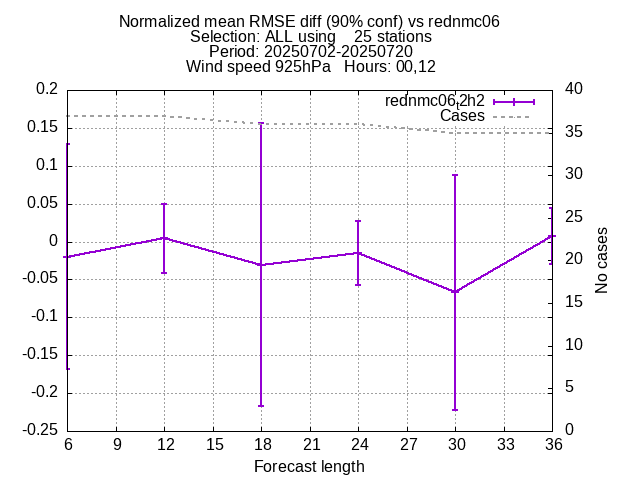 Normalized mean RMSE diff (90% conf) vs rednmc06
Selection: ALL using    25 stations
Period: 20250702-20250720
Wind speed 925hPa   Hours: 00,12
rednmc06,2h2
Cases
0.2
0.15
0.1
0.05
0
-0.05
-0.1
-0.15
-0.2
-0.25
40
35
30
25
20
15
10
5
0
No cases
6 9 12 15 18 21 24 27 30 33 36
Forecast length